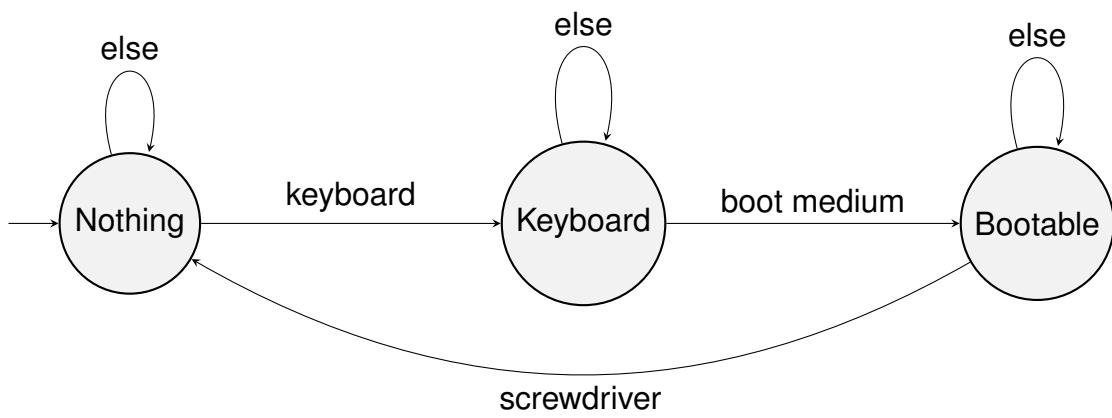 else
else
else
Nothing
keyboard
Keyboard
boot medium
Bootable
screwdriver